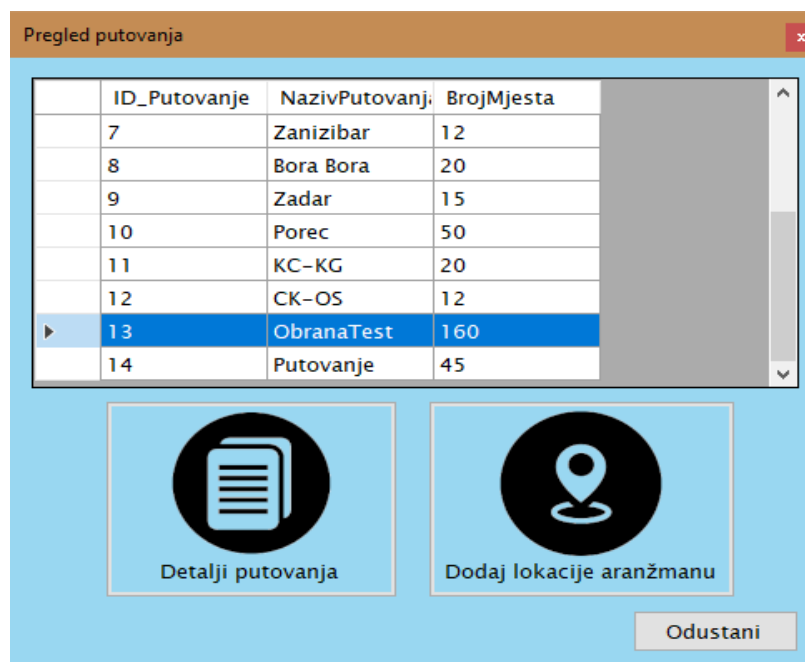 Pregled putovanja x
ID_Putovanje NazivPutovanj BrojMjesta
7 Zanizibar 12
8 Bora Bora 20
9 Zadar 15
10 Porec 50
11 KC-KG 20
12 CK-OS 12
13 ObranaTest 160
14 Putovanje 45
Detalji putovanja Dodaj lokacije aranžmanu
Odustani